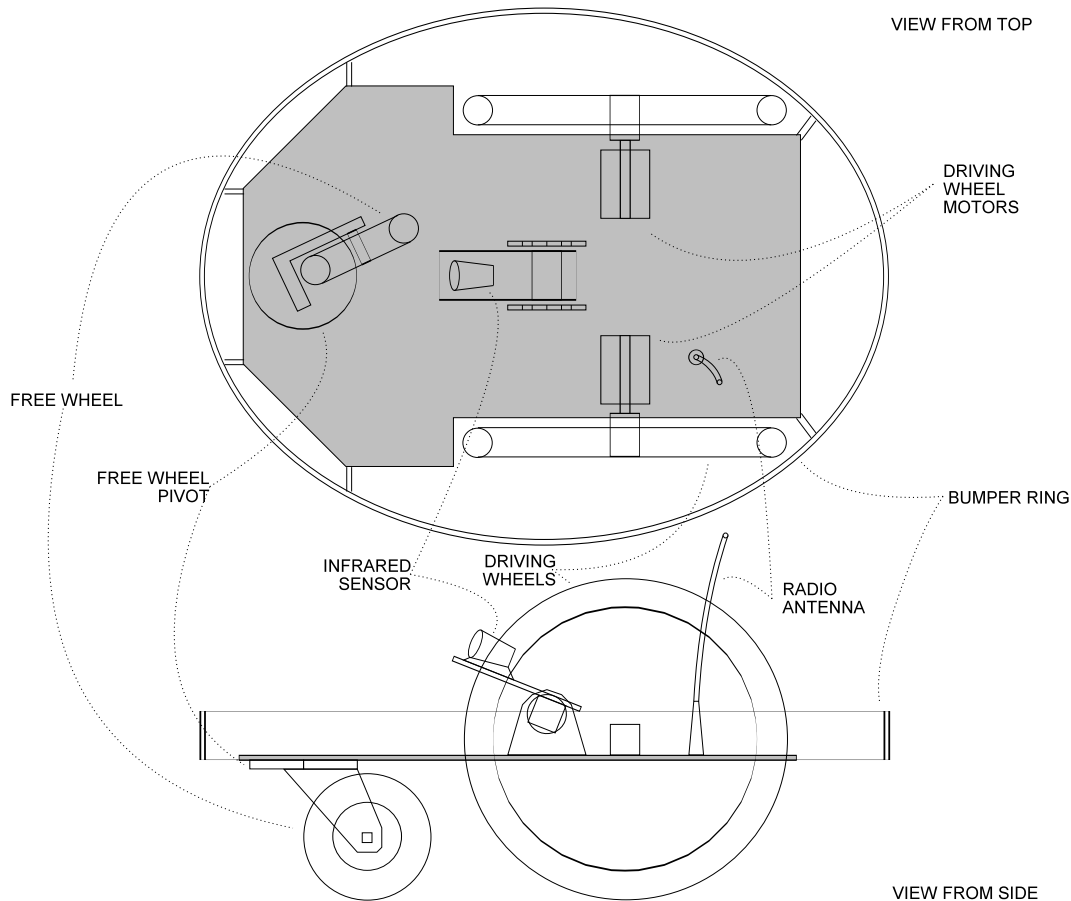 VIEW FROM TOP
DRIVING
WHEEL
MOTORS
FREE WHEEL
FREE WHEEL
PIVOT
BUMPER RING
INFRARED
SENSOR
DRIVING
WHEELS
RADIO
ANTENNA
VIEW FROM SIDE